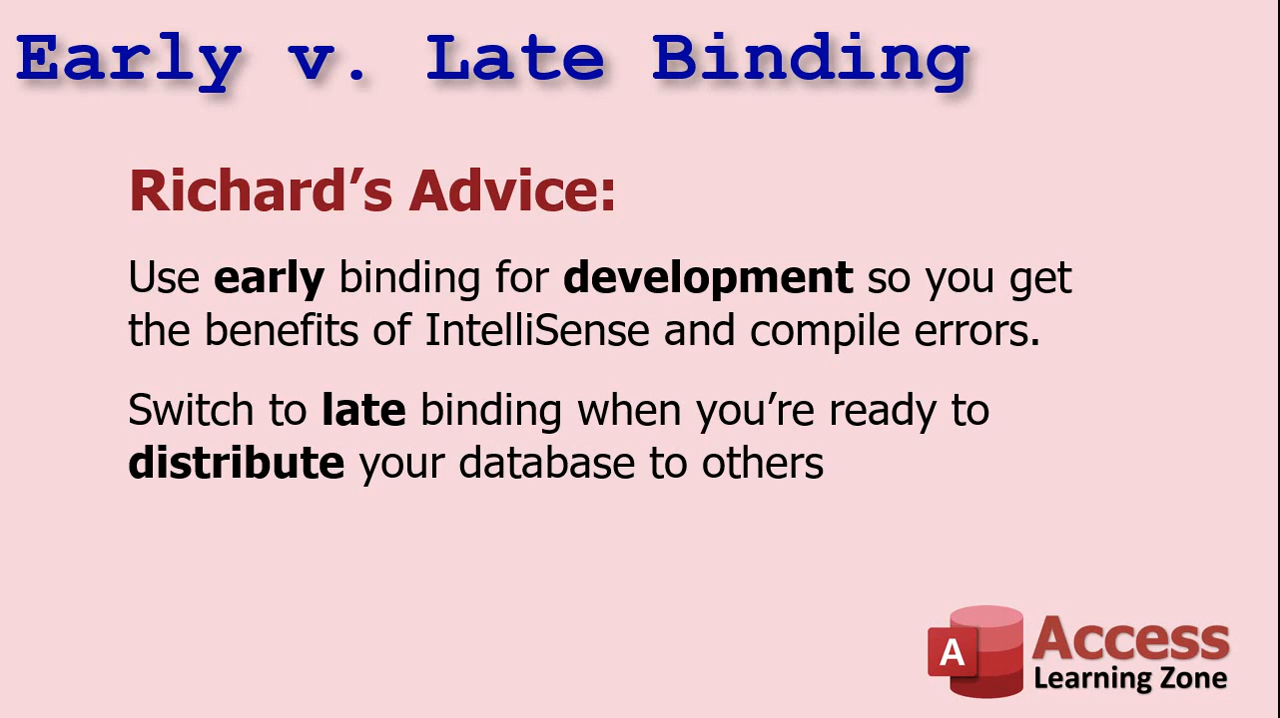 Early v. Late Binding
Richard’s Advice:
Use early binding for development so you get
the benefits of IntelliSense and compile errors.
Switch to late binding when you’re ready to
distribute your database to others
A
Access
Learning Zone